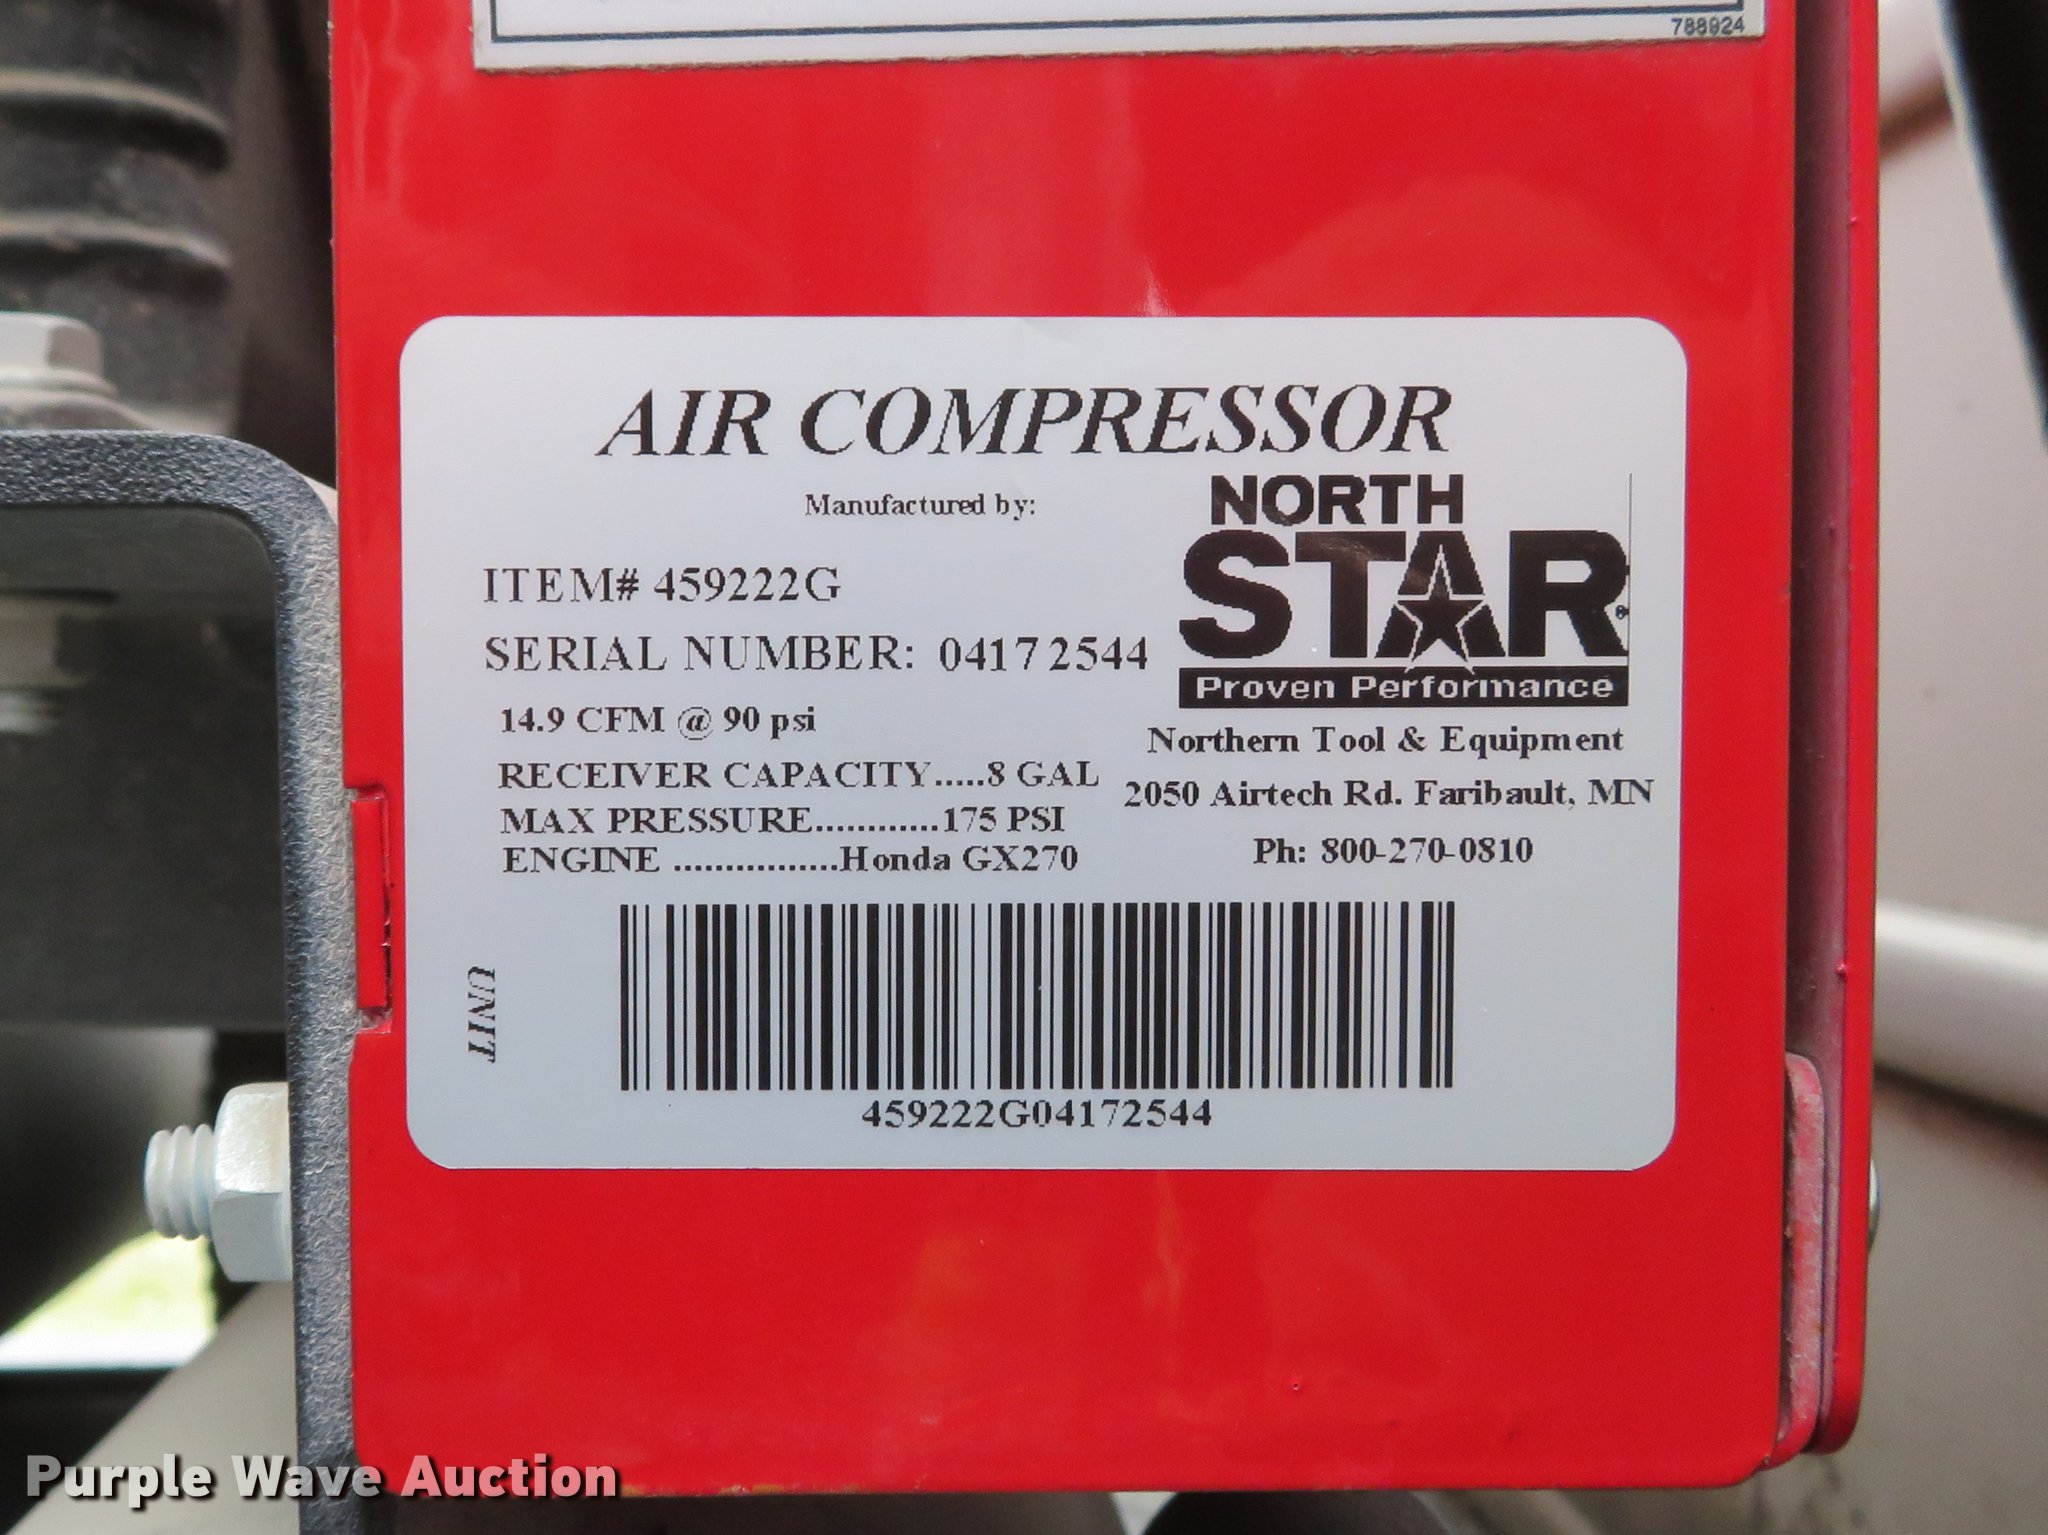 788924
AIR COMPRESSOR
Manufactured by:
NORTH
STAR®
Proven Performance
ITEM# 459222G
SERIAL NUMBER: 04172544
14.9 CFM @ 90 psi
RECEIVER CAPACITY.....8 GAL
MAX PRESSURE............175 PSI
ENGINE ................Honda GX270
Northern Tool & Equipment
2050 Airtech Rd. Faribault, MN
Ph: 800-270-0810
UNIT
459222G04172544
Purple Wave Auction